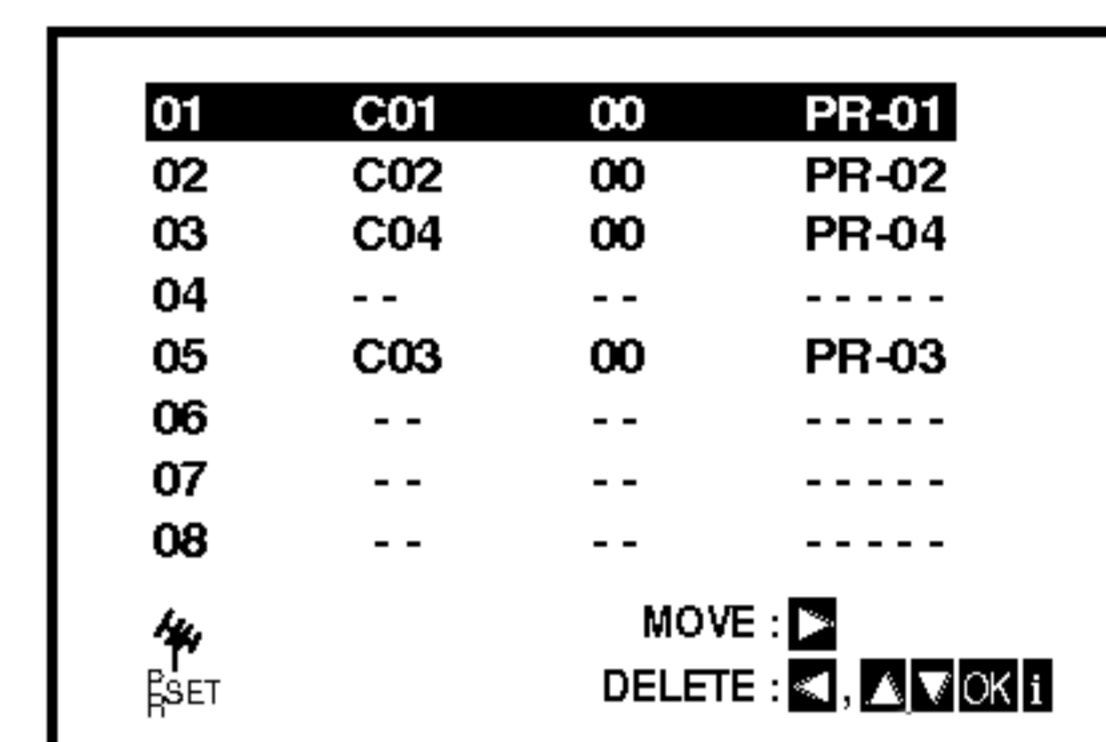 01 C01 00 PR-01
02 C02 00 PR-02
03 C04 00 PR-04
04 -- -- -----
05 C03 00 PR-03
06 -- -- -----
07 -- -- -----
08 -- -- -----
MOVE : ▷
PR SET DELETE : ◁ , △ ▽ OK i